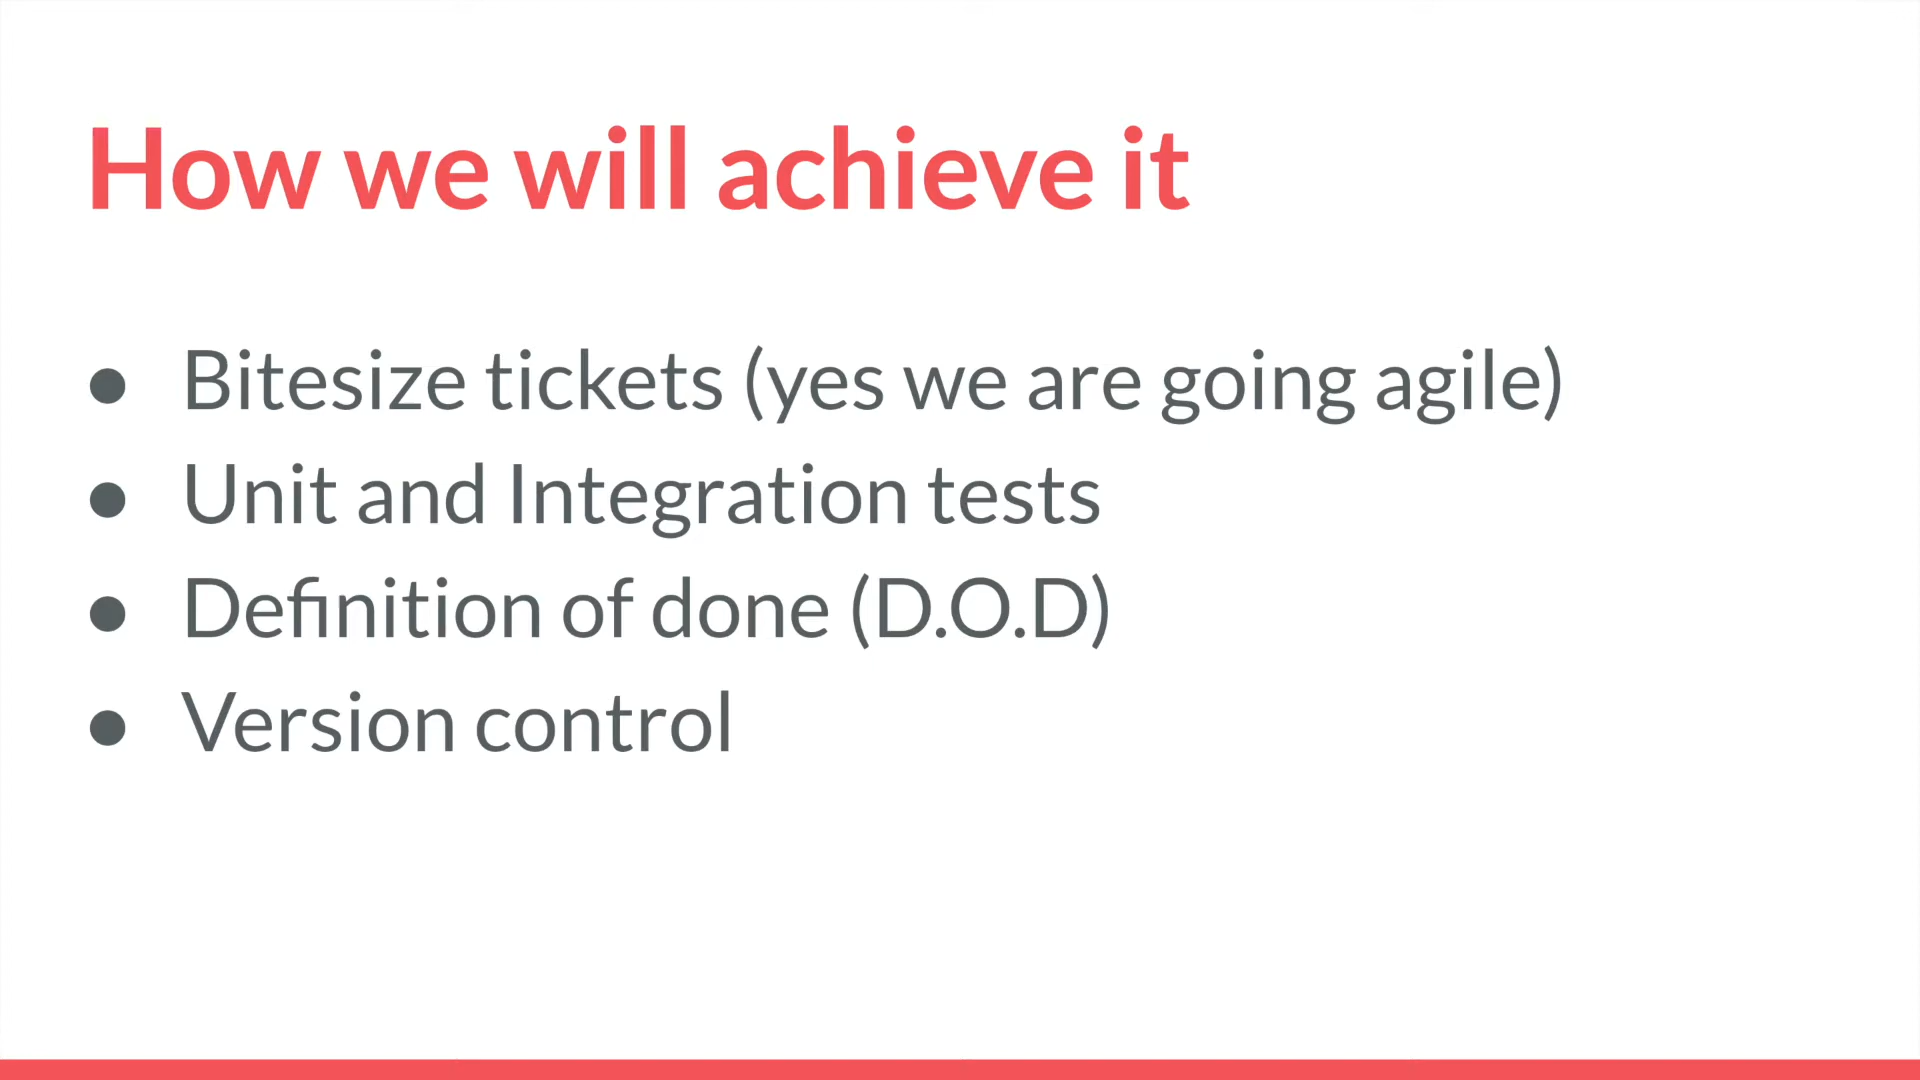 How we will achieve it
● Bitesize tickets (yes we are going agile)
● Unit and Integration tests
● Definition of done (D.O.D)
● Version control